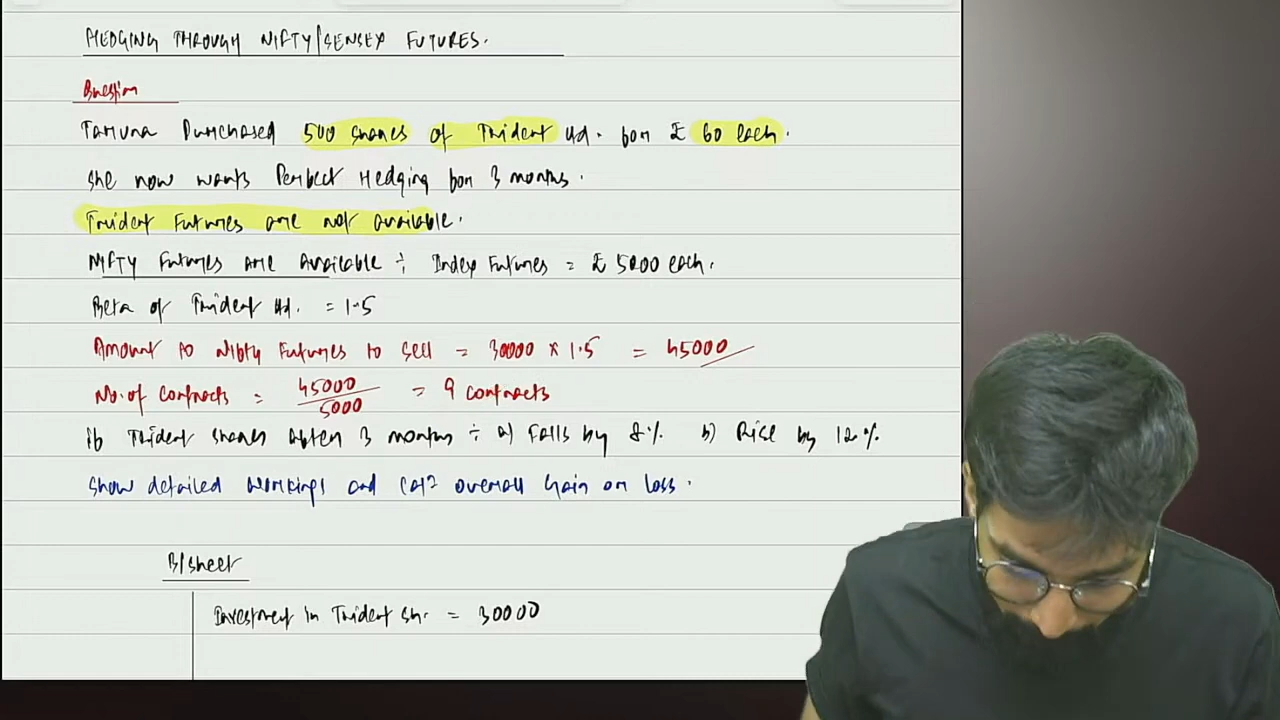 HEDGING THROUGH NIFTY/SENSEX FUTURES.
Question
Taruna Purchased 500 shares of Trident Ltd. for ₹ 60 each.
She now wants Perfect Hedging for 3 months.
Trident Futures are not available.
NIFTY Futures are Available ÷ Index Futures = ₹ 5000 each.
Beta of Trident Ltd. = 1.5
Amount to Nifty Futures to Sell = 30000 × 1.5 = 45000
No. of Contracts = 45000/5000 = 9 contracts
If Trident shares after 3 months ÷ a) Falls by 8% b) Rise by 12%
Show detailed workings and Cal? overall Gain or Loss.
B/sheet
Investment in Trident Shr. = 30000